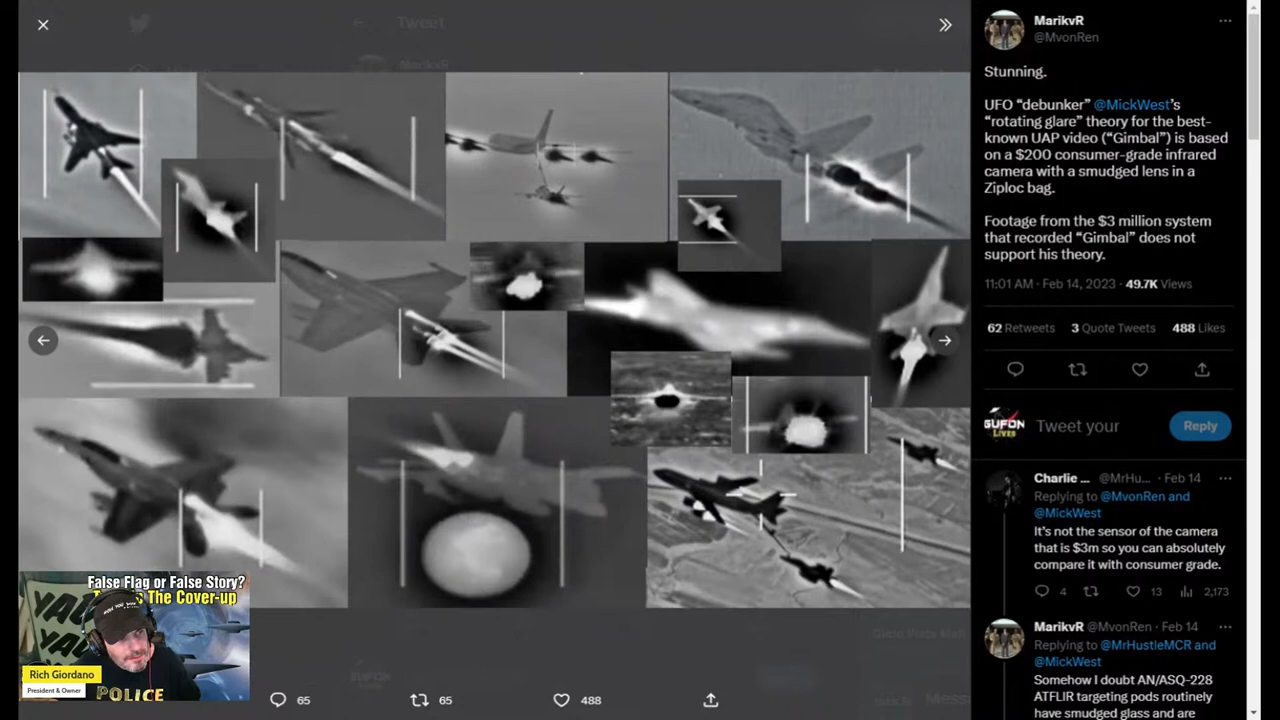 Tweet
MarikvR
@MvonRen
Stunning.
UFO “debunker” @MickWest’s
“rotating glare” theory for the best-
known UAP video (“Gimbal”) is based
on a $200 consumer-grade infrared
camera with a smudged lens in a
Ziploc bag.
Footage from the $3 million system
that recorded “Gimbal” does not
support his theory.
11:01 AM · Feb 14, 2023 · 49.7K Views
62 Retweets 3 Quote Tweets 488 Likes
GUFON
LIVES
Tweet your
Reply
Charlie ... @MrHu... · Feb 14
Replying to @MvonRen and
@MickWest
It’s not the sensor of the camera
that is $3m so you can absolutely
compare it with consumer grade.
4 13 2,173
MarikvR @MvonRen · Feb 14
Replying to @MrHustleMCR and
@MickWest
Somehow I doubt AN/ASQ-228
ATFLIR targeting pods routinely
have smudged glass and are
False Flag or False Story?
The Cover-up
Rich Giordano
President & Owner
POLICE
65 65 488